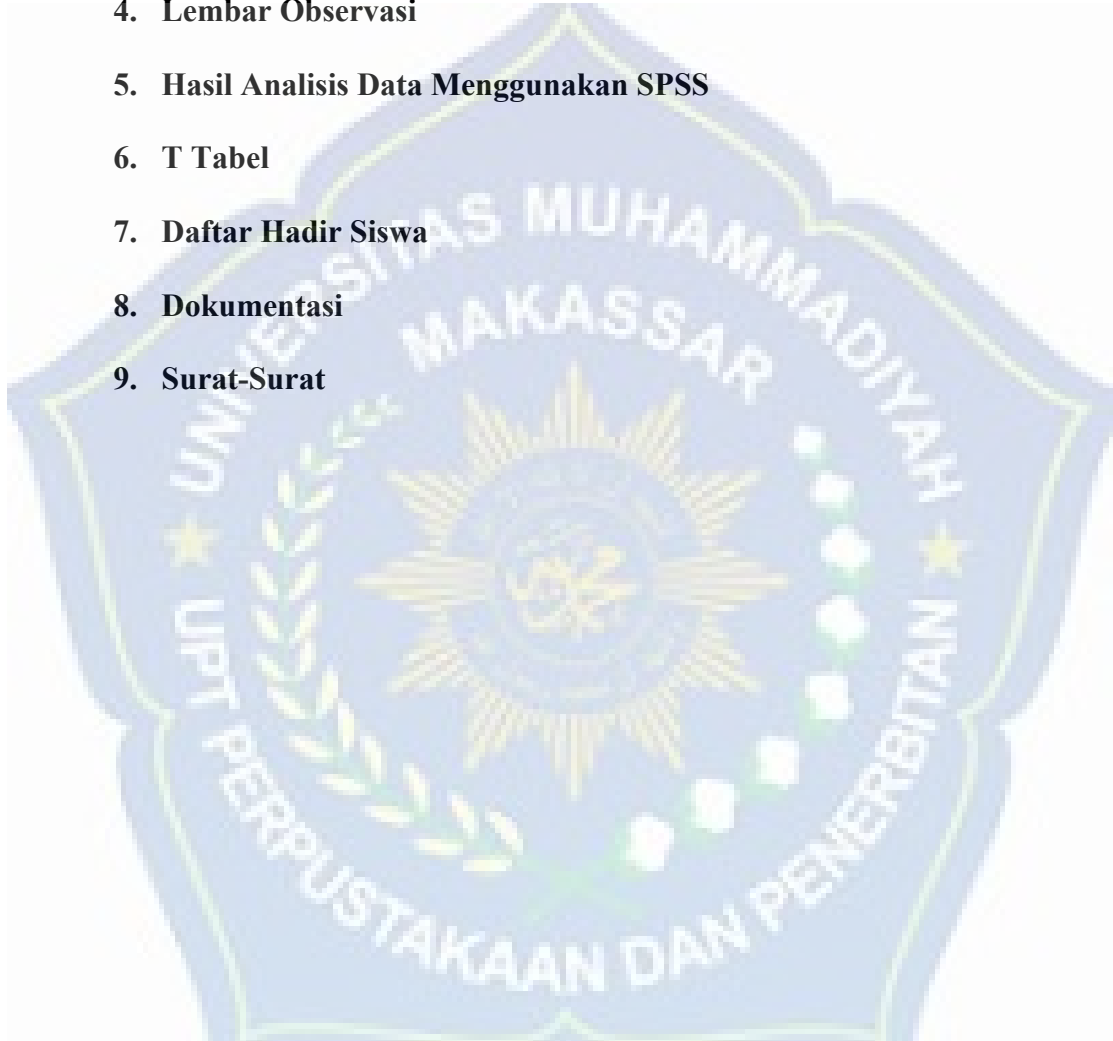 4. Lembar Observasi
5. Hasil Analisis Data Menggunakan SPSS
6. T Tabel
7. Daftar Hadir Siswa
8. Dokumentasi
9. Surat-Surat
UNIVERSITAS MUHAMMADIYAH
MAKASSAR
UPT PERPUSTAKAAN DAN PENERBITAN